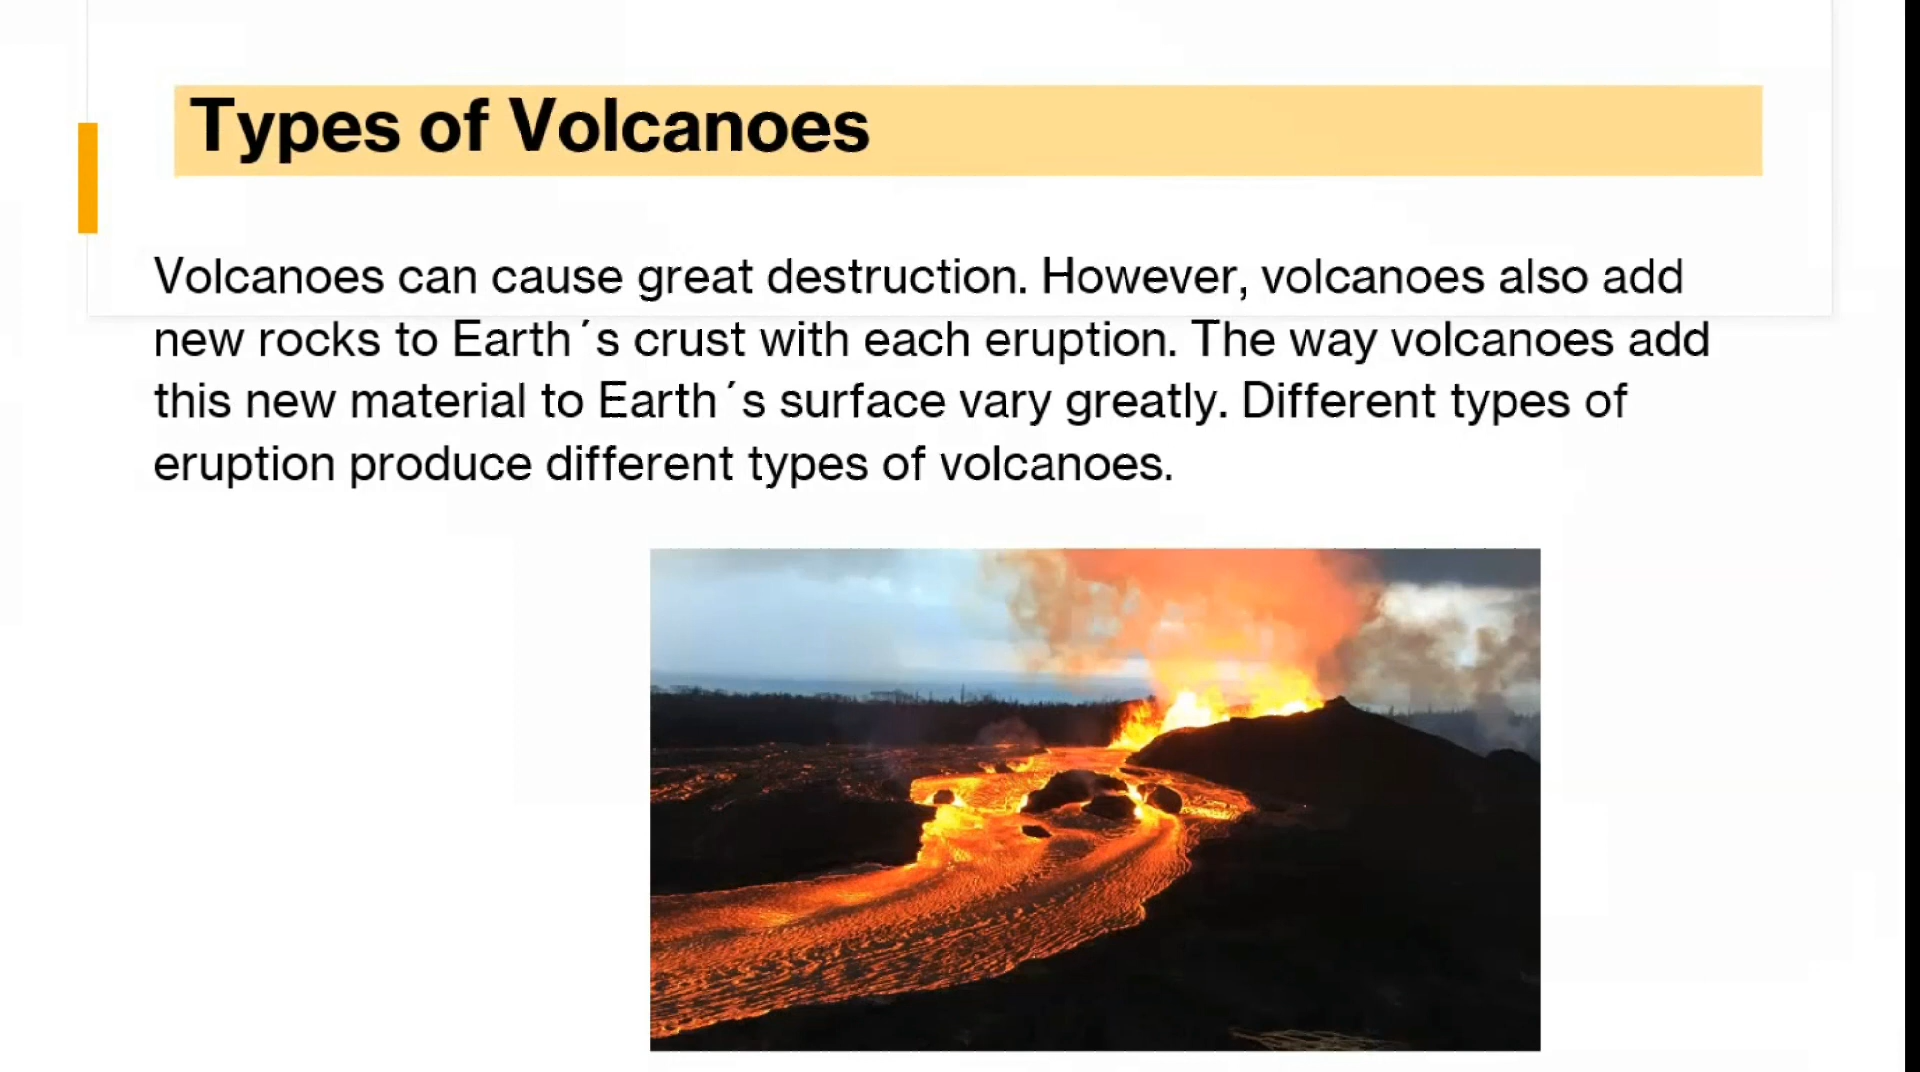 Types of Volcanoes
Volcanoes can cause great destruction. However, volcanoes also add
new rocks to Earth´s crust with each eruption. The way volcanoes add
this new material to Earth´s surface vary greatly. Different types of
eruption produce different types of volcanoes.